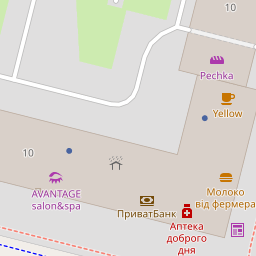 10
Pechka
Yellow
10
AVANTAGE
salon&spa
Молоко
від фермера
ПриватБанк
Аптека
доброго
дня